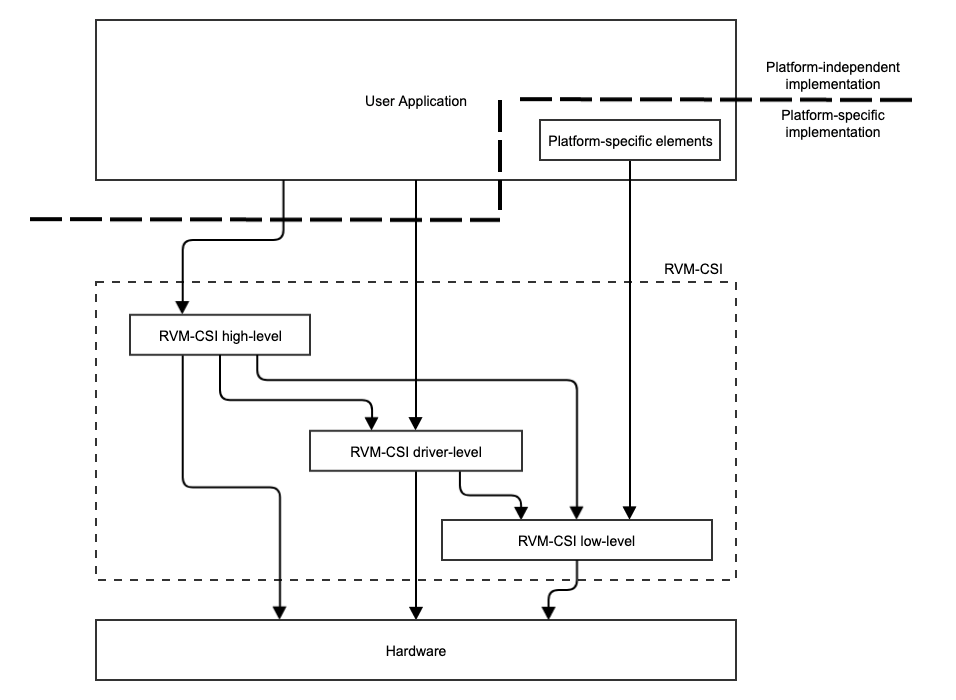 Platform-independent
implementation
User Application
Platform-specific
implementation
Platform-specific elements
RVM-CSI
RVM-CSI high-level
RVM-CSI driver-level
RVM-CSI low-level
Hardware